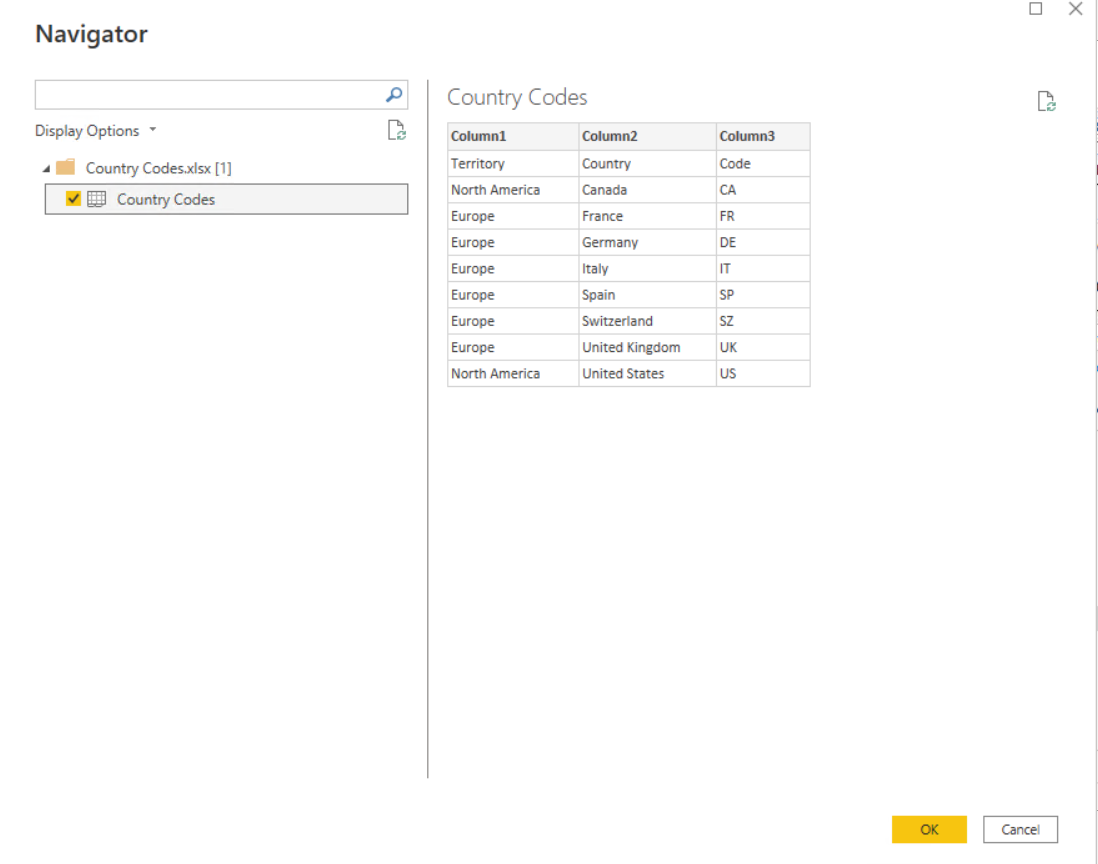 Navigator
Display Options
Country Codes.xlsx [1]
Country Codes
Country Codes
Column1 Column2 Column3
Territory Country Code
North America Canada CA
Europe France FR
Europe Germany DE
Europe Italy IT
Europe Spain SP
Europe Switzerland SZ
Europe United Kingdom UK
North America United States US
OK Cancel